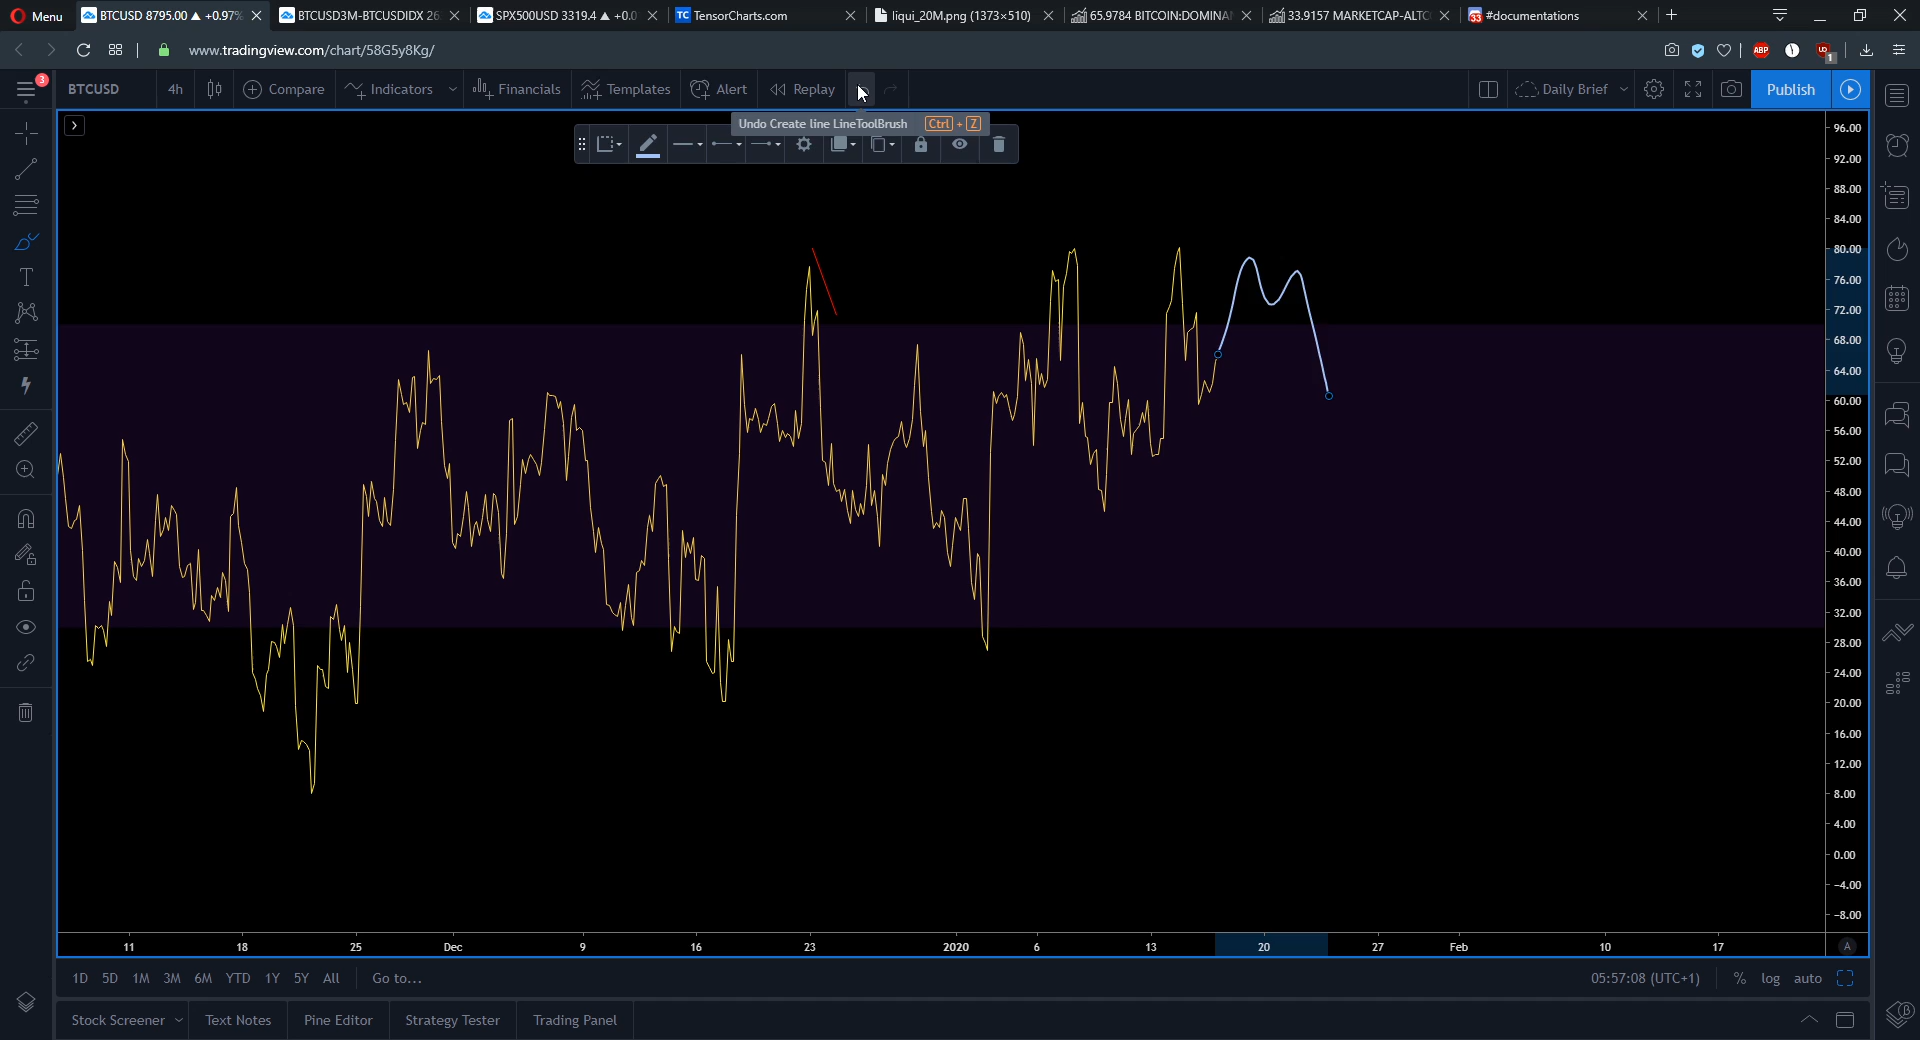 Menu
BTCUSD 8795.00 ▲ +0.97%
BTCUSD3M-BTCUSDIDX 26
SPX500USD 3319.4 ▲ +0.0
TC TensorCharts.com
liqui_20M.png (1373×510)
65.9784 BITCOIN:DOMINA
33.9157 MARKETCAP-ALTC
33 #documentations
www.tradingview.com/chart/58G5y8Kg/
ABP
1
3
BTCUSD
4h
Compare
Indicators
Financials
Templates
Alert
Replay
Daily Brief
Publish
Undo Create line LineToolBrush Ctrl + Z
96.00
92.00
88.00
84.00
80.00
76.00
72.00
68.00
64.00
60.00
56.00
52.00
48.00
44.00
40.00
36.00
32.00
28.00
24.00
20.00
16.00
12.00
8.00
4.00
0.00
-4.00
-8.00
11 18 25 Dec 9 16 23 2020 6 13 20 27 Feb 10 17
A
1D 5D 1M 3M 6M YTD 1Y 5Y All Go to...
05:57:08 (UTC+1) % log auto
Stock Screener Text Notes Pine Editor Strategy Tester Trading Panel